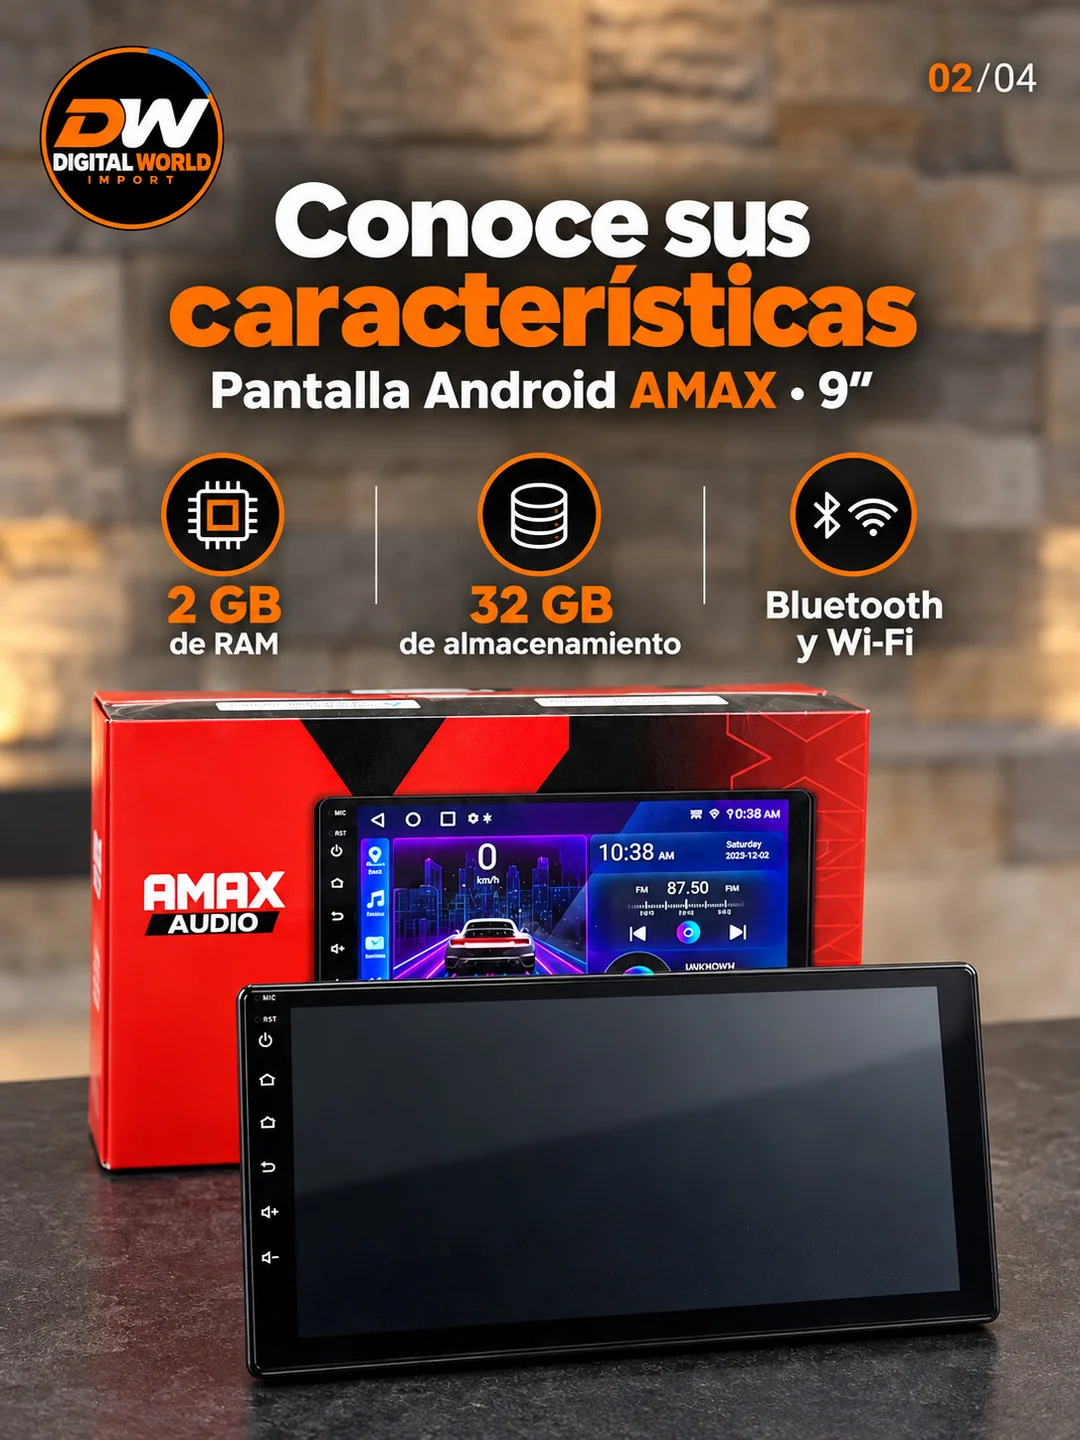 02/04
DW
DIGITAL WORLD
IMPORT
Conoce sus
características
Pantalla Android AMAX • 9”
2 GB
de RAM
32 GB
de almacenamiento
Bluetooth
y Wi-Fi
AMAX
AUDIO
MIC
RST
10:38 AM
0
km/h
10:38 AM
Saturday
2023-12-02
FM 87.50 FM
UNKNOWN
MIC
RST